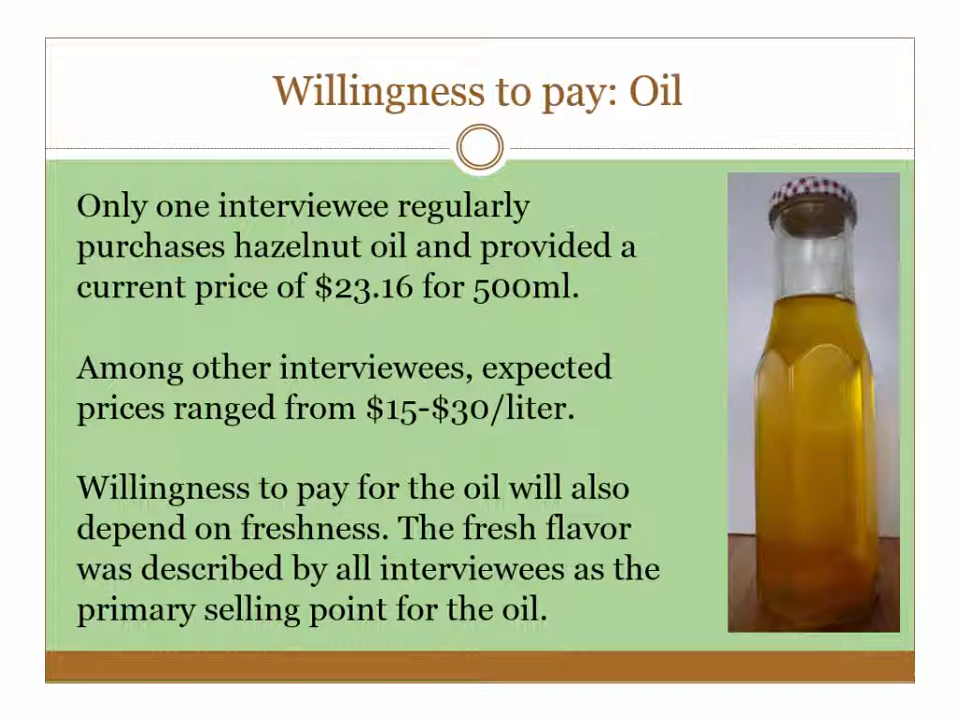 Willingness to pay: Oil
Only one interviewee regularly
purchases hazelnut oil and provided a
current price of $23.16 for 500ml.
Among other interviewees, expected
prices ranged from $15-$30/liter.
Willingness to pay for the oil will also
depend on freshness. The fresh flavor
was described by all interviewees as the
primary selling point for the oil.